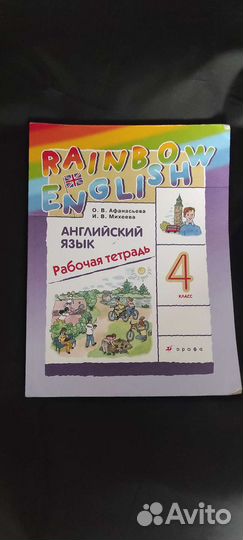 RAINBOW
ENGLISH
О. В. Афанасьева
И. В. Михеева
АНГЛИЙСКИЙ
ЯЗЫК
Рабочая тетрадь
4
КЛАСС
дрофа
Avito